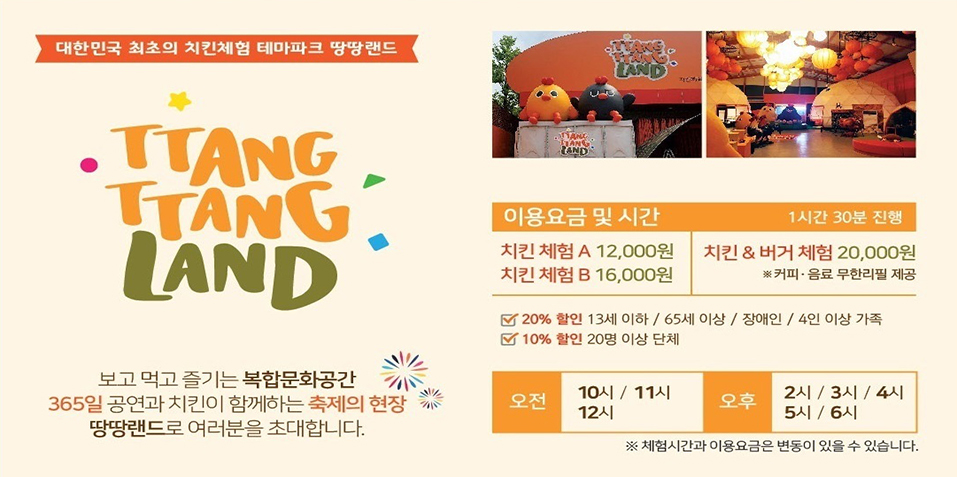 대한민국 최초의 치킨체험 테마파크 땅땅랜드
TTANG
TTANG
LAND
보고 먹고 즐기는 복합문화공간
365일 공연과 치킨이 함께하는 축제의 현장
땅땅랜드로 여러분을 초대합니다.
TTANG
TTANG
LAND
TTANG
TTANG
LAND
이용요금 및 시간 1시간 30분 진행
치킨 체험 A 12,000원
치킨 체험 B 16,000원
치킨 & 버거 체험 20,000원
※커피·음료 무한리필 제공
20% 할인 13세 이하 / 65세 이상 / 장애인 / 4인 이상 가족
10% 할인 20명 이상 단체
오전
10시 / 11시
12시
오후
2시 / 3시 / 4시
5시 / 6시
※ 체험시간과 이용요금은 변동이 있을 수 있습니다.